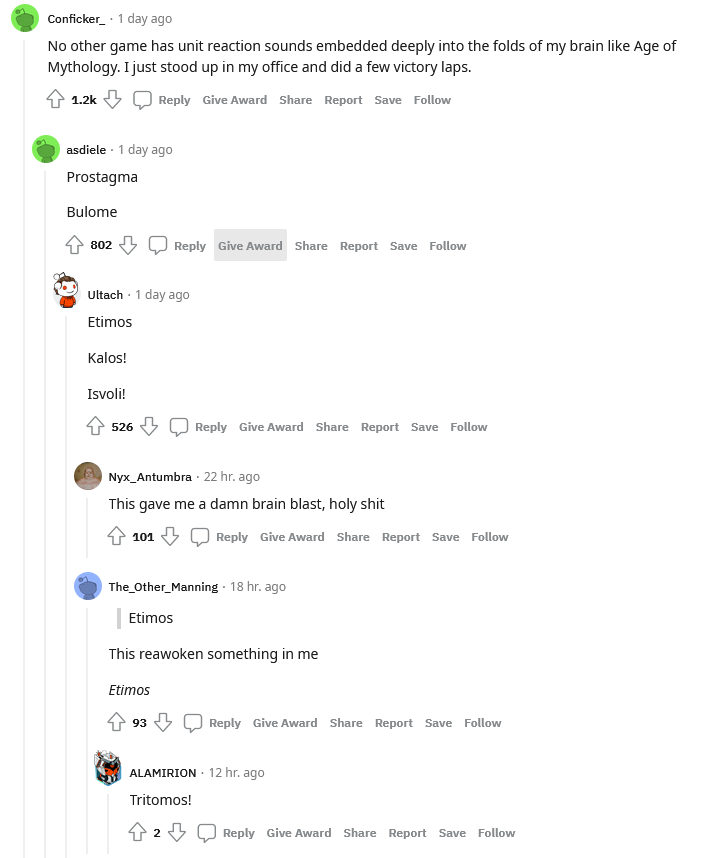 Conficker_ · 1 day ago
No other game has unit reaction sounds embedded deeply into the folds of my brain like Age of
Mythology. I just stood up in my office and did a few victory laps.
1.2k Reply Give Award Share Report Save Follow
asdiele · 1 day ago
Prostagma
Bulome
802 Reply Give Award Share Report Save Follow
Ultach · 1 day ago
Etimos
Kalos!
Isvoli!
526 Reply Give Award Share Report Save Follow
Nyx_Antumbra · 22 hr. ago
This gave me a damn brain blast, holy shit
101 Reply Give Award Share Report Save Follow
The_Other_Manning · 18 hr. ago
Etimos
This reawoken something in me
Etimos
93 Reply Give Award Share Report Save Follow
ALAMIRION · 12 hr. ago
Tritomos!
2 Reply Give Award Share Report Save Follow